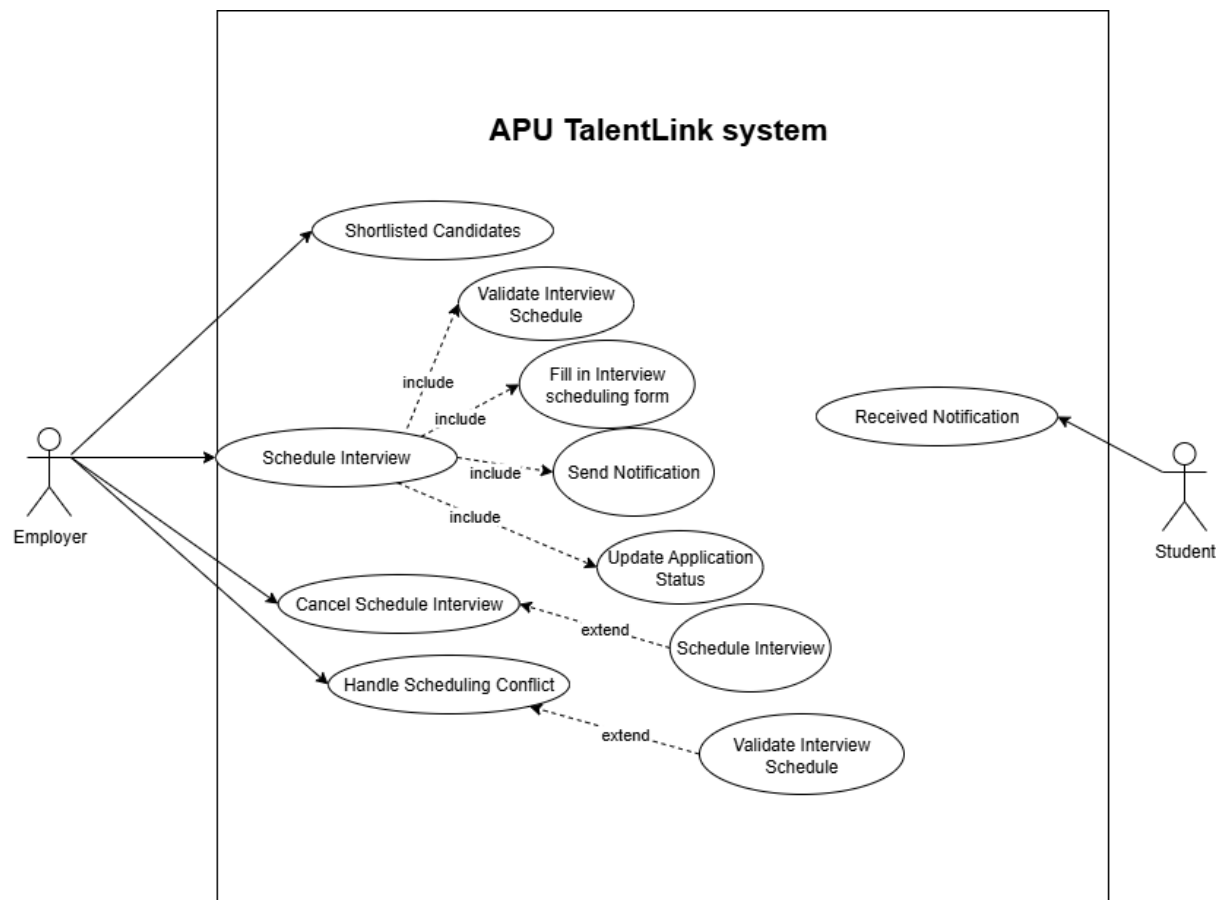 APU TalentLink system
Shortlisted Candidates
Validate Interview
Schedule
include
Fill in Interview
scheduling form
include
Received Notification
Schedule Interview
include
Send Notification
include
Employer
Student
Update Application
Status
Cancel Schedule Interview
extend
Schedule Interview
Handle Scheduling Conflict
extend
Validate Interview
Schedule